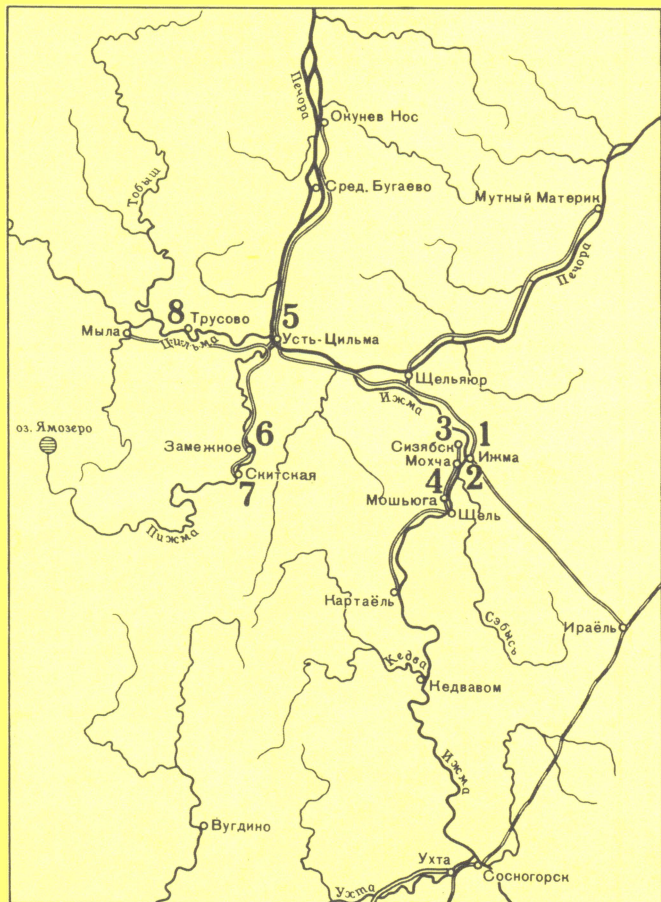 Печора
Окунев Нос
Тобыш
Сред. Бугаево
Мутный Материк
Печора
8
Трусово
5
Мыла
Цильма
Усть-Цильма
Щельяюр
Ижма
оз. Ямозеро
6
Замежное
3
Сизябск
1
Ижма
Мохча
2
7
Скитская
4
Мошьюга
Щель
Пижма
Картаёль
Сэбысь
Ираёль
Кедва
Кедвавом
Ижма
Вугдино
Ухта
Сосногорск
Ухта